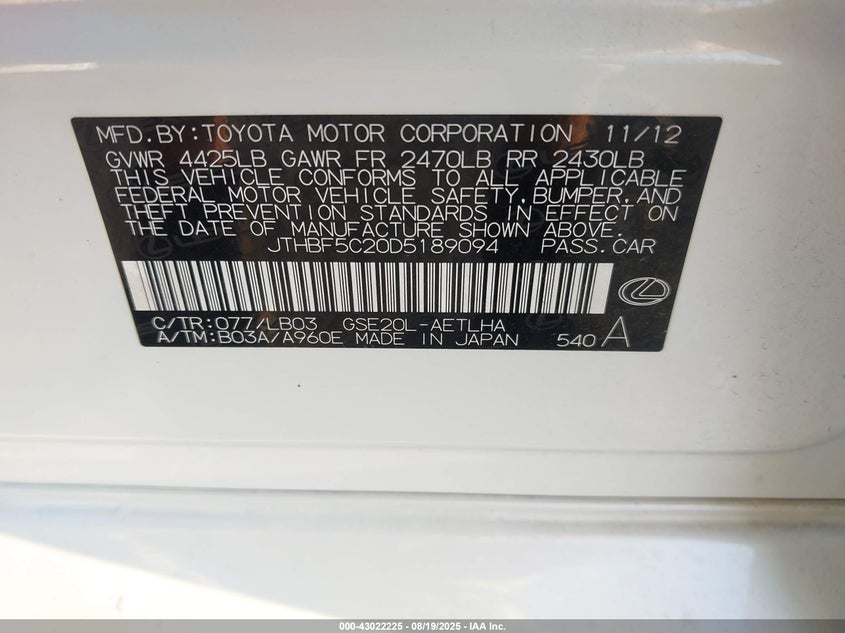 MFD.BY:TOYOTA MOTOR CORPORATION 11/12
GVWR 4425LB GAWR FR 2470LB RR 2430LB
THIS VEHICLE CONFORMS TO ALL APPLICABLE
FEDERAL MOTOR VEHICLE SAFETY,BUMPER,AND
THEFT PREVENTION STANDARDS IN EFFECT ON
THE DATE OF MANUFACTURE SHOWN ABOVE.
JTHBF5C20D5189094 PASS.CAR
C/TR:077/LB03 GSE20L-AETLHA
A/TM:B03A/A960E MADE IN JAPAN 540 A
000-43022225 - 08/19/2025 - IAA Inc.